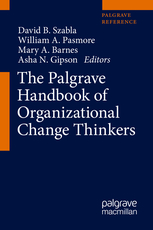 PALGRAVE
REFERENCE
David B. Szabla
William A. Pasmore
Mary A. Barnes
Asha N. Gipson Editors
The Palgrave
Handbook of
Organizational
Change Thinkers
palgrave
macmillan